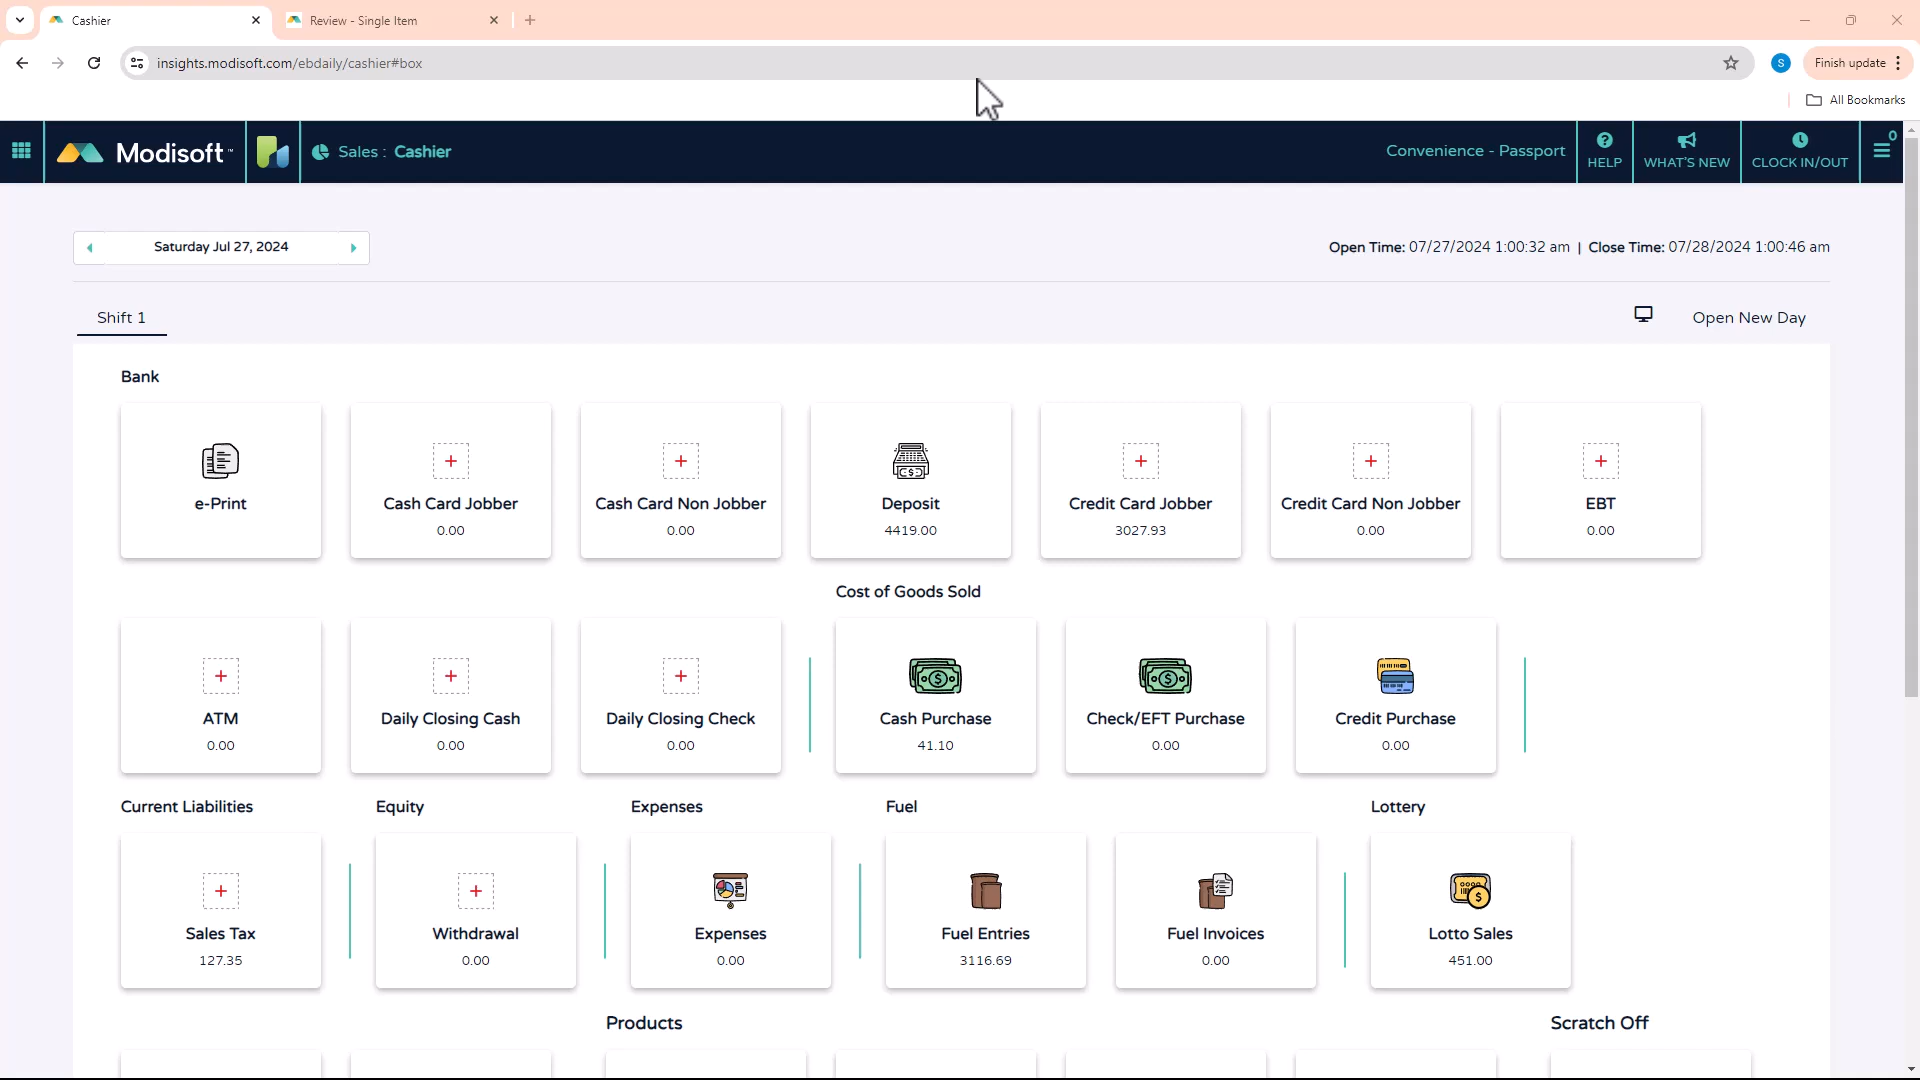 Cashier
Review - Single Item
insights.modisoft.com/ebdaily/cashier#box
S
Finish update
All Bookmarks
Modisoft™
Sales : Cashier
Convenience - Passport
HELP
WHAT'S NEW
CLOCK IN/OUT
0
Saturday Jul 27, 2024
Open Time: 07/27/2024 1:00:32 am | Close Time: 07/28/2024 1:00:46 am
Shift 1
Open New Day
Bank
e-Print
Cash Card Jobber
0.00
Cash Card Non Jobber
0.00
Deposit
4419.00
Credit Card Jobber
3027.93
Credit Card Non Jobber
0.00
EBT
0.00
Cost of Goods Sold
ATM
0.00
Daily Closing Cash
0.00
Daily Closing Check
0.00
Cash Purchase
41.10
Check/EFT Purchase
0.00
Credit Purchase
0.00
Current Liabilities
Equity
Expenses
Fuel
Lottery
Sales Tax
127.35
Withdrawal
0.00
Expenses
0.00
Fuel Entries
3116.69
Fuel Invoices
0.00
Lotto Sales
451.00
Products
Scratch Off